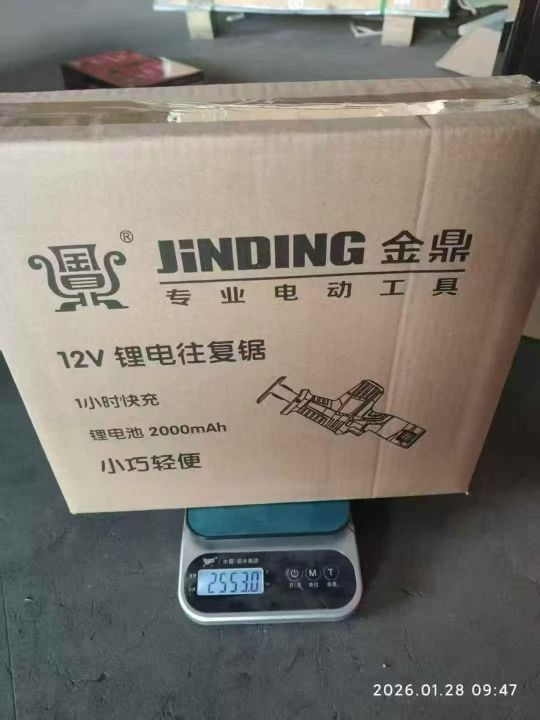 ®
JiNDING 金鼎
专业电动工具
12V 锂电往复锯
1小时快充
锂电池 2000mAh
小巧轻便
2553.0
M T
2026.01.28 09:47